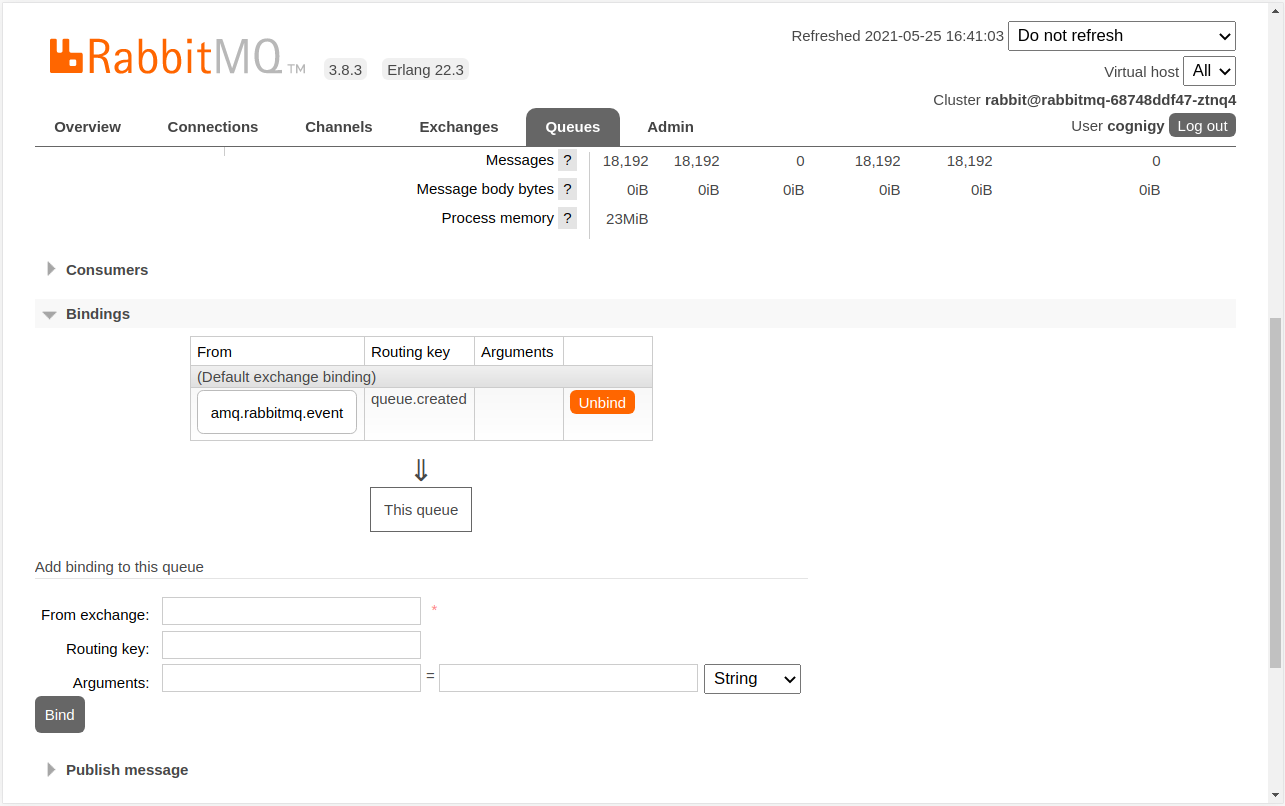 Refreshed 2021-05-25 16:41:03 Do not refresh
RabbitMQ TM 3.8.3 Erlang 22.3
Virtual host All
Cluster rabbit@rabbitmq-68748ddf47-ztnq4
User cognigy Log out
Overview Connections Channels Exchanges Queues Admin
Messages ? 18,192 18,192 0 18,192 18,192 0
Message body bytes ? 0iB 0iB 0iB 0iB 0iB 0iB
Process memory ? 23MiB
Consumers
Bindings
From Routing key Arguments
(Default exchange binding)
amq.rabbitmq.event queue.created Unbind
⇓
This queue
Add binding to this queue
From exchange: *
Routing key:
Arguments: = String
Bind
Publish message